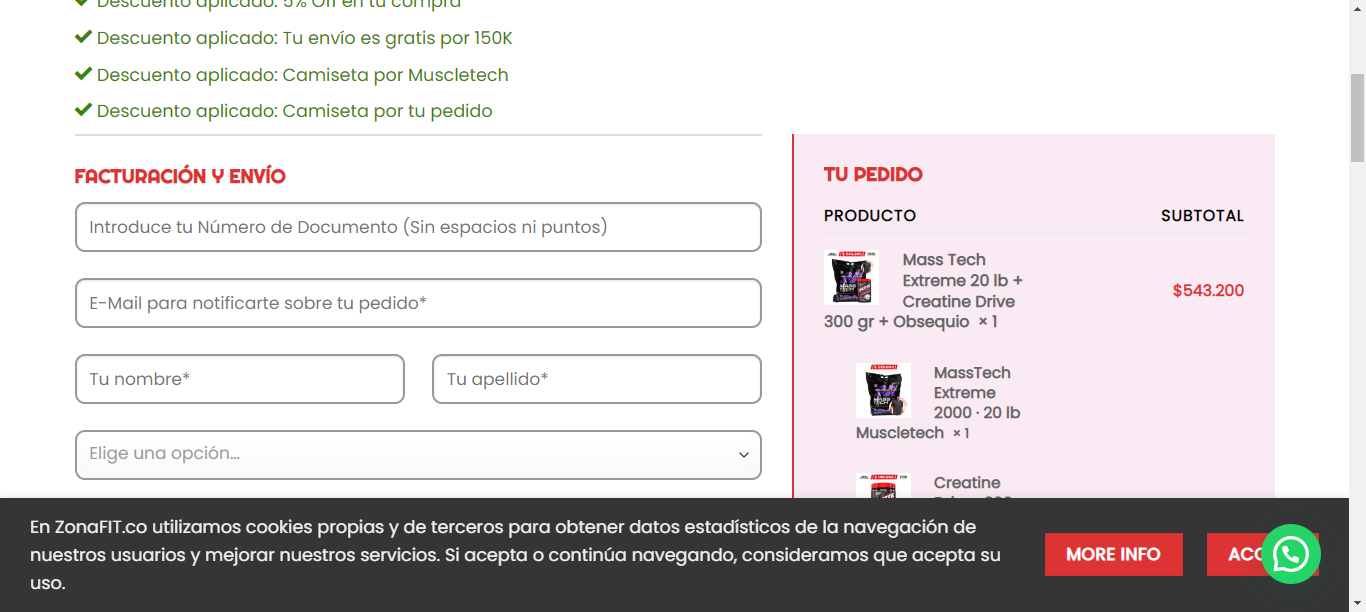 Descuento aplicado: 5% Off en tu compra
Descuento aplicado: Tu envío es gratis por 150K
Descuento aplicado: Camiseta por Muscletech
Descuento aplicado: Camiseta por tu pedido
FACTURACIÓN Y ENVÍO
Introduce tu Número de Documento (Sin espacios ni puntos)
E-Mail para notificarte sobre tu pedido*
Tu nombre*
Tu apellido*
Elige una opción...
TU PEDIDO
PRODUCTO
SUBTOTAL
Mass Tech
Extreme 20 lb +
Creatine Drive
300 gr + Obsequio × 1
$543.200
MassTech
Extreme
2000 · 20 lb
Muscletech × 1
Creatine
En ZonaFIT.co utilizamos cookies propias y de terceros para obtener datos estadísticos de la navegación de
nuestros usuarios y mejorar nuestros servicios. Si acepta o continúa navegando, consideramos que acepta su
uso.
MORE INFO